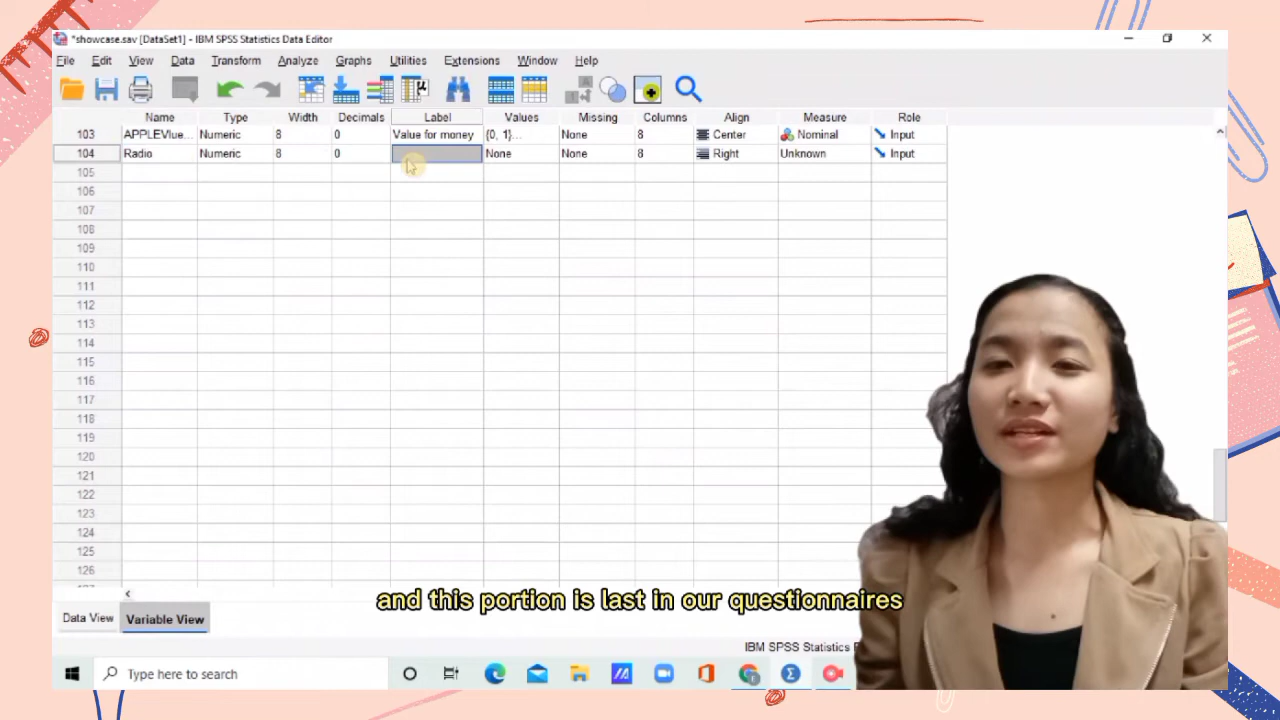 *showcase.sav [DataSet1] - IBM SPSS Statistics Data Editor
File Edit View Data Transform Analyze Graphs Utilities Extensions Window Help
Name Type Width Decimals Label Values Missing Columns Align Measure Role
103 APPLEVlue... Numeric 8 0 Value for money {0, 1}... None 8 Center Nominal Input
104 Radio Numeric 8 0 None None 8 Right Unknown Input
105
106
107
108
109
110
111
112
113
114
115
116
117
118
119
120
121
122
123
124
125
126
and this portion is last in our questionnaires
Data View Variable View
IBM SPSS Statistics
Type here to search